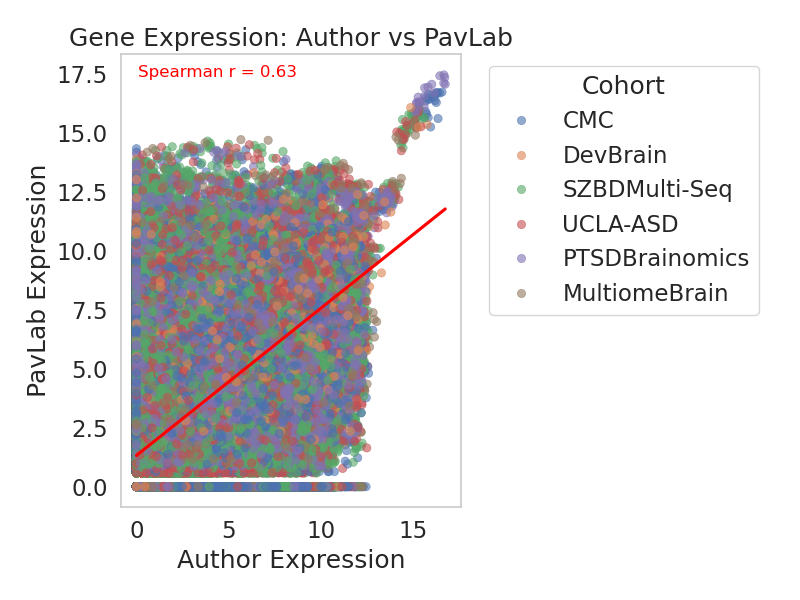 Gene Expression: Author vs PavLab
Spearman r = 0.63
17.5
15.0
12.5
10.0
7.5
5.0
2.5
0.0
PavLab Expression
0 5 10 15
Author Expression
Cohort
CMC
DevBrain
SZBDMulti-Seq
UCLA-ASD
PTSDBrainomics
MultiomeBrain